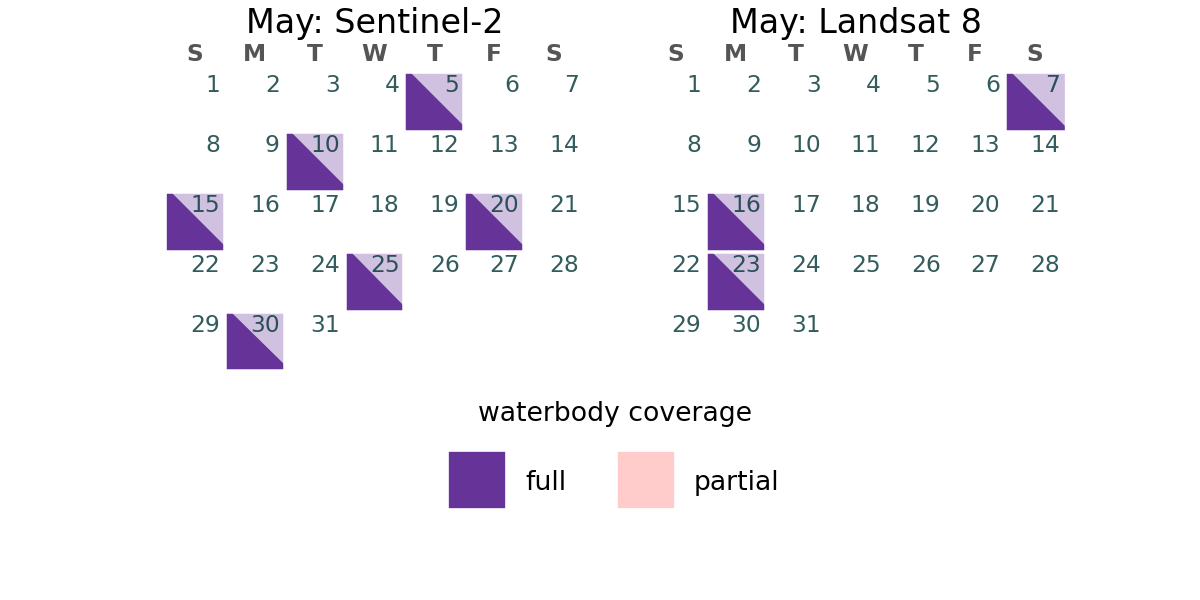 May: Sentinel-2
S M T W T F S
1 2 3 4 5 6 7
8 9 10 11 12 13 14
15 16 17 18 19 20 21
22 23 24 25 26 27 28
29 30 31
May: Landsat 8
S M T W T F S
1 2 3 4 5 6 7
8 9 10 11 12 13 14
15 16 17 18 19 20 21
22 23 24 25 26 27 28
29 30 31
waterbody coverage
full
partial